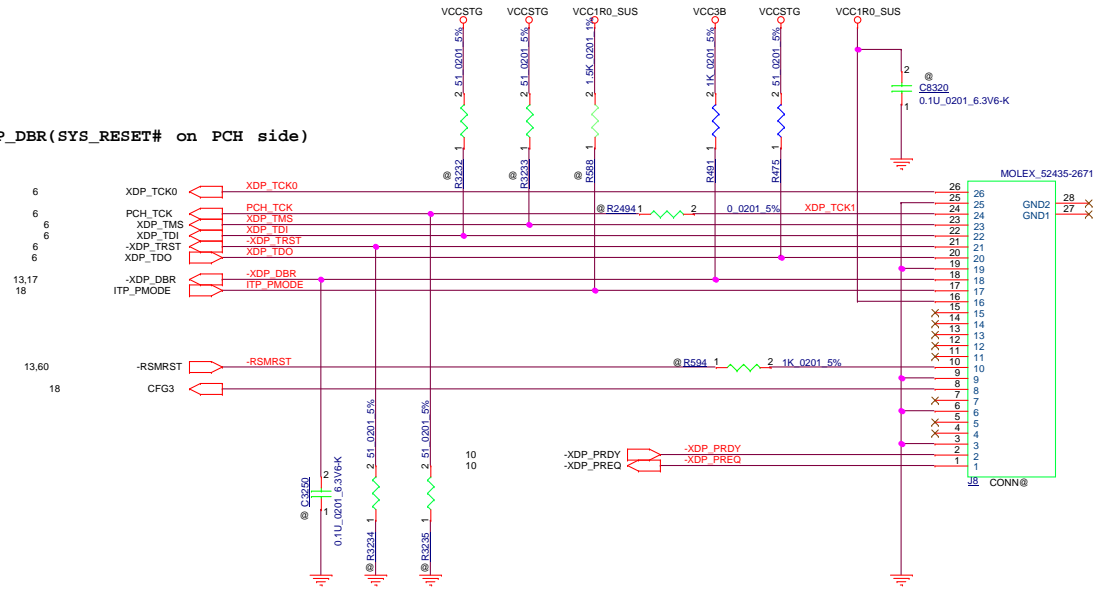 VCCSTG VCCSTG VCC1R0_SUS VCC3B VCCSTG VCC1R0_SUS
51_0201_5% 51_0201_5% 1.5K_0201_1% 1K_0201_5% 51_0201_5%
2 2 2 2 2
1 1 1 1 1
@ R3232 @ R3233 @ R588 R491 R475
2 @
C8320
0.1U_0201_6.3V6-K
1
P_DBR(SYS_RESET# on PCH side)
MOLEX_52435-2671
6 XDP_TCK0 XDP_TCK0 26 26
25 25
6 PCH_TCK PCH_TCK @ R2494 1 2 0_0201_5% XDP_TCK1 24 24
6 XDP_TMS XDP_TMS 23 23
6 XDP_TDI XDP_TDI 22 22
6 -XDP_TRST -XDP_TRST 21 21
6 XDP_TDO XDP_TDO 20 20
19 19
13,17 -XDP_DBR -XDP_DBR 18 18
18 ITP_PMODE ITP_PMODE 17 17
16 16
15 15
14 14
13 13
12 12
11 11
13,60 -RSMRST -RSMRST @ R594 1 2 1K_0201_5% 10 10
9 9
18 CFG3 8 8
7 7
6 6
5 5
4 4
3 3
10 -XDP_PRDY -XDP_PRDY 2 2
10 -XDP_PREQ -XDP_PREQ 1 1
GND2 28
GND1 27
J8 CONN@
@ C3250 2 1 0.1U_0201_6.3V6-K
@ R3234 1 2 51_0201_5%
@ R3235 1 2 51_0201_5%